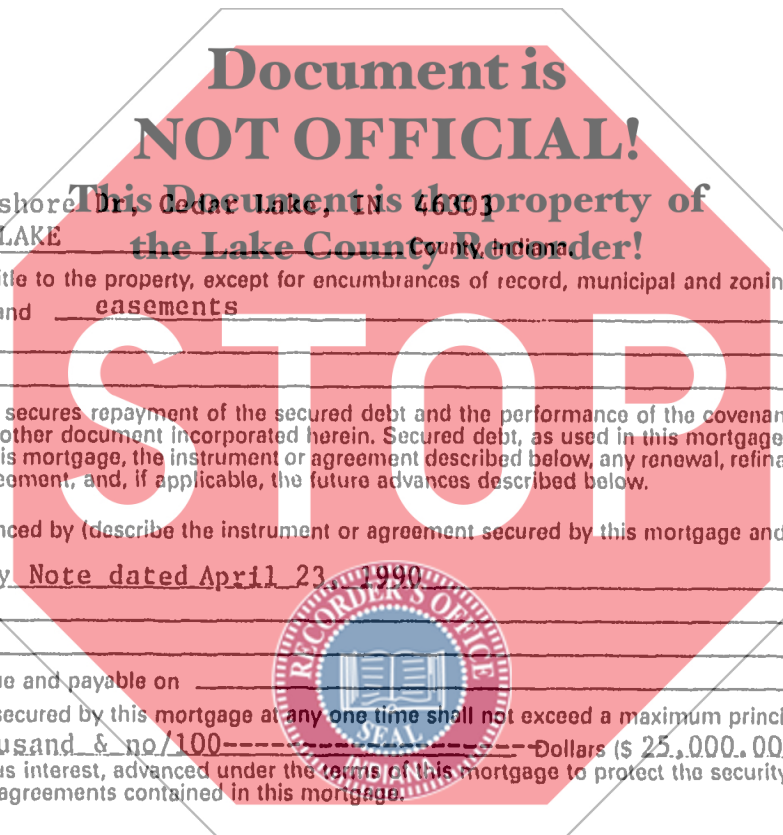 Document is
NOT OFFICIAL!
This Document is the property of
the Lake County Recorder!
shore Dr, Cedar Lake, IN 46303
LAKE County, Indiana.
itle to the property, except for encumbrances of record, municipal and zonin
and easements
STOP
secures repayment of the secured debt and the performance of the covenan
other document incorporated herein. Secured debt, as used in this mortgage
is mortgage, the instrument or agreement described below, any renewal, refina
eement, and, if applicable, the future advances described below.
nced by (describe the instrument or agreement secured by this mortgage and
y Note dated April 23, 1990
RECORDER'S OFFICE
SEAL
INDIANA
ue and payable on
secured by this mortgage at any one time shall not exceed a maximum princi
usand & no/100------------------------Dollars ($ 25,000.00
us interest, advanced under the terms of this mortgage to protect the security
agreements contained in this mortgage.